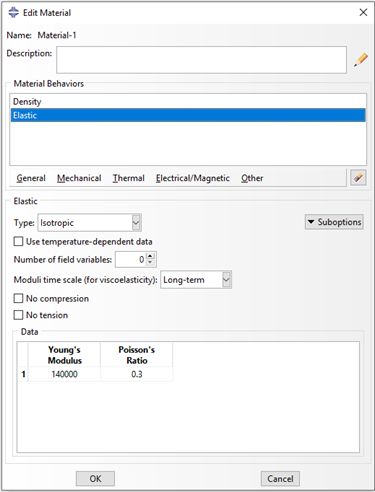 Edit Material
Name: Material-1
Description:
Material Behaviors
Density
Elastic
General Mechanical Thermal Electrical/Magnetic Other
Elastic
Type: Isotropic Suboptions
Use temperature-dependent data
Number of field variables: 0
Moduli time scale (for viscoelasticity): Long-term
No compression
No tension
Data
Young's Poisson's
Modulus Ratio
1 140000 0.3
OK Cancel